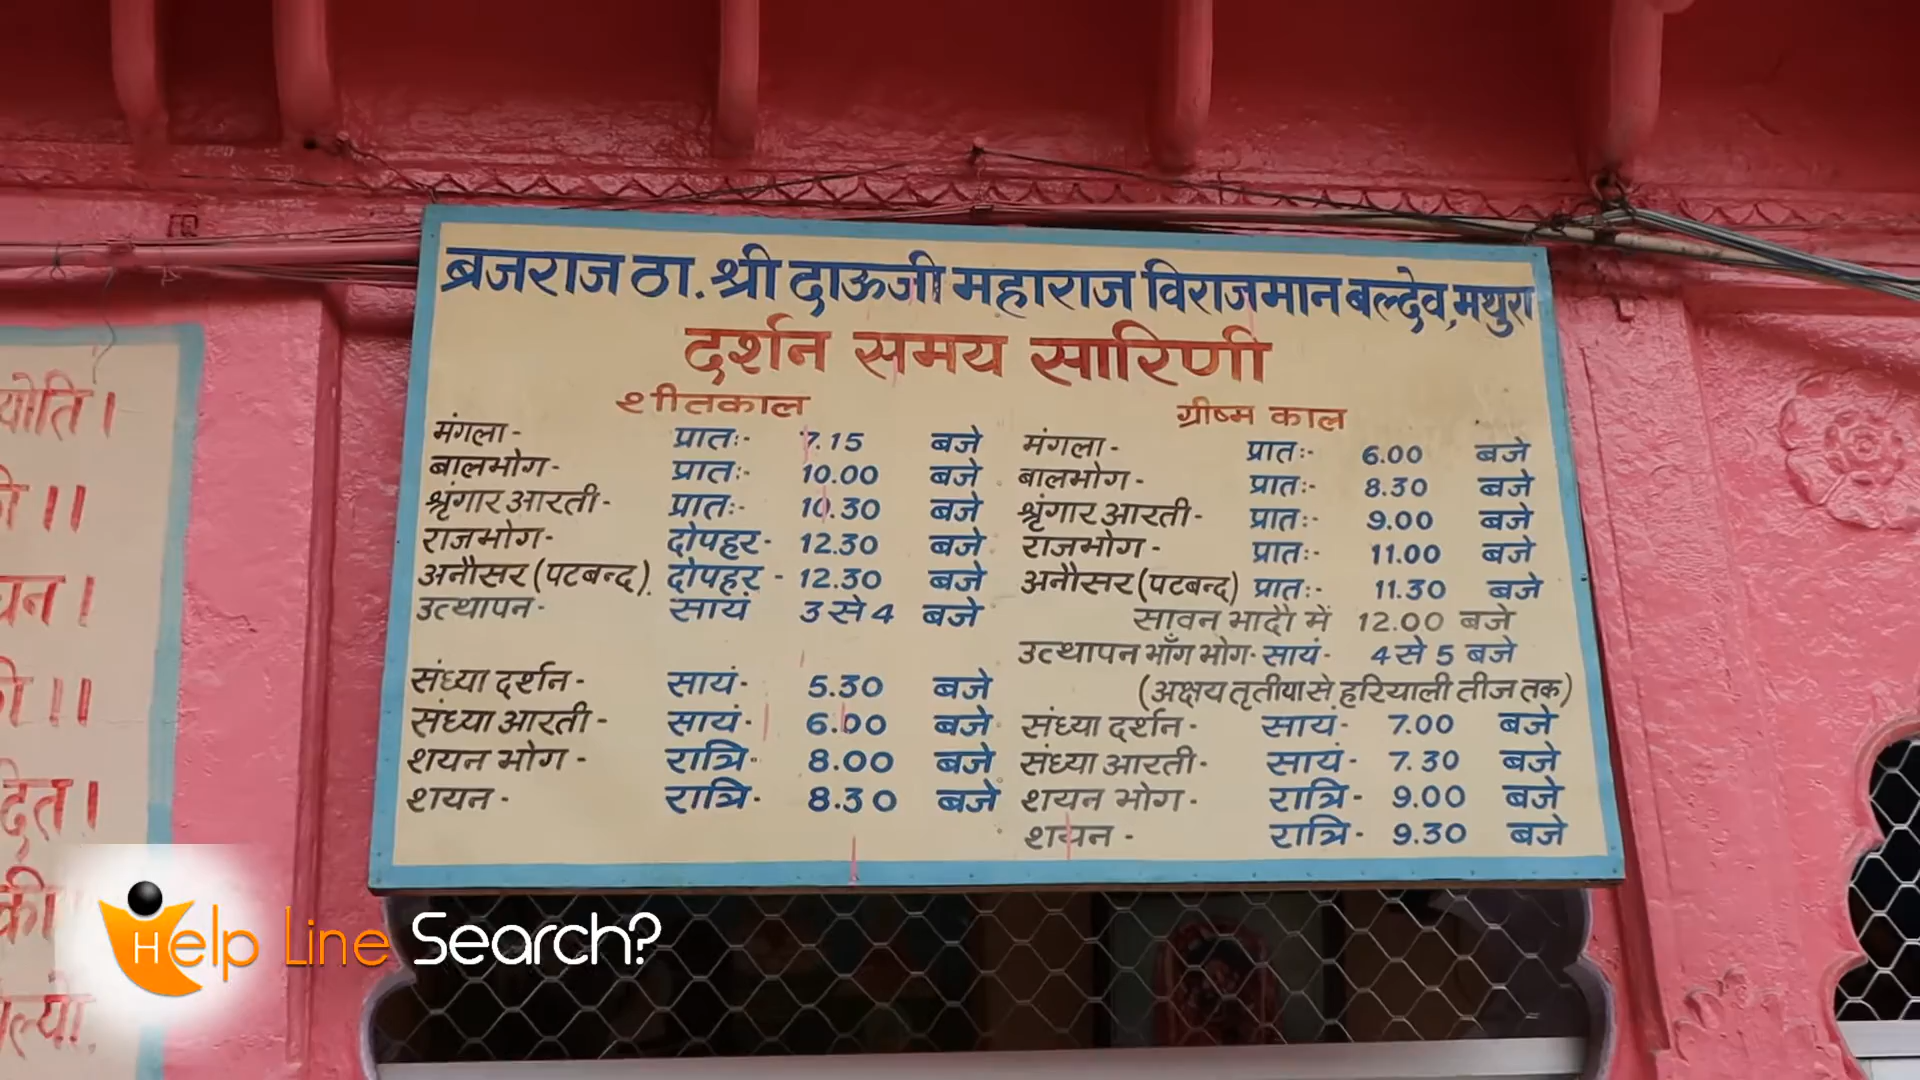 ब्रजराज ठा. श्री दाऊजी महाराज विराजमान बल्देव, मथुरा
दर्शन समय सारिणी
शीतकाल
मंगला - प्रातः- 7.15 बजे
बालभोग - प्रातः- 10.00 बजे
श्रृंगार आरती - प्रातः- 10.30 बजे
राजभोग - दोपहर - 12.30 बजे
अनौसर (पटबन्द). दोपहर - 12.30 बजे
उत्थापन - सायं 3 से 4 बजे
संध्या दर्शन - सायं- 5.30 बजे
संध्या आरती - सायं- 6.00 बजे
शयन भोग - रात्रि- 8.00 बजे
शयन - रात्रि- 8.30 बजे
ग्रीष्म काल
मंगला - प्रातः- 6.00 बजे
बालभोग - प्रातः- 8.30 बजे
श्रृंगार आरती - प्रातः- 9.00 बजे
राजभोग - प्रातः- 11.00 बजे
अनौसर (पटबन्द) प्रातः- 11.30 बजे
सावन भादौ में 12.00 बजे
उत्थापन भाँग भोग- सायं- 4 से 5 बजे
(अक्षय तृतीया से हरियाली तीज तक)
संध्या दर्शन - सायं- 7.00 बजे
संध्या आरती - सायं- 7.30 बजे
शयन भोग - रात्रि- 9.00 बजे
शयन - रात्रि- 9.30 बजे
Help Line Search?